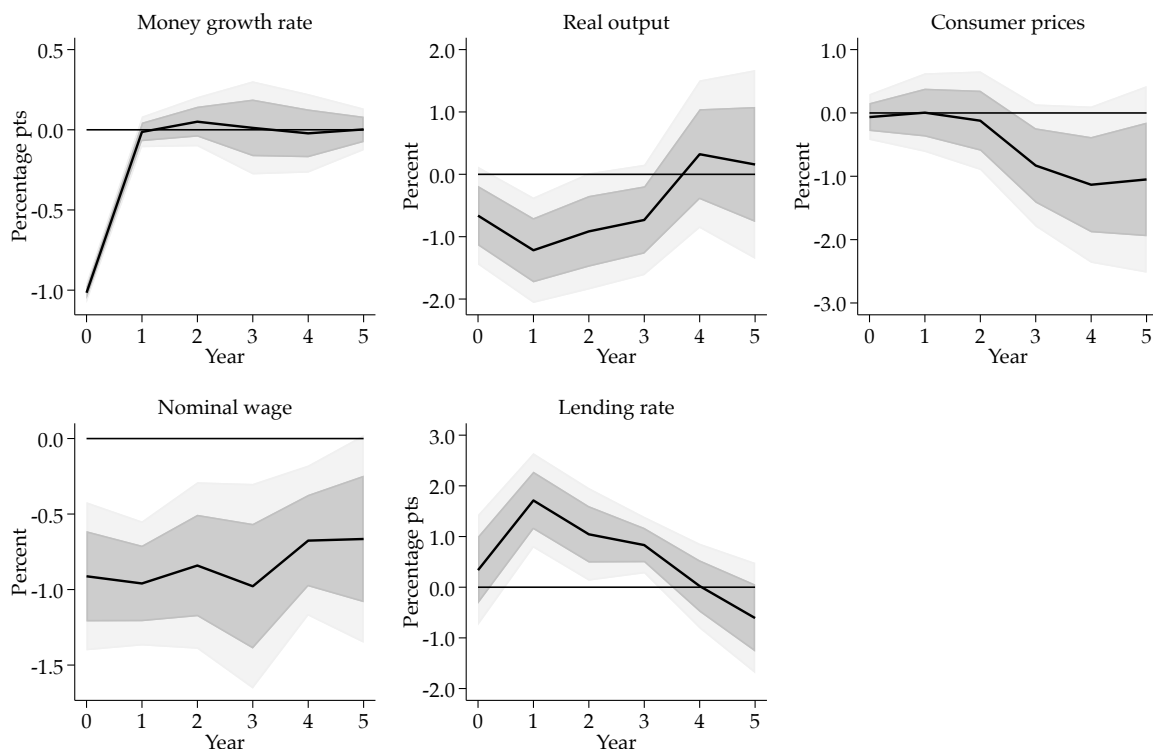 Money growth rate
Percentage pts
0.5
0.0
-0.5
-1.0
0 1 2 3 4 5
Year
Real output
2.0
1.0
0.0
-1.0
-2.0
0 1 2 3 4 5
Year
Consumer prices
Percent
1.0
0.0
-1.0
-2.0
-3.0
0 1 2 3 4 5
Year
Nominal wage
Percent
0.0
-0.5
-1.0
-1.5
0 1 2 3 4 5
Year
Lending rate
Percentage pts
3.0
2.0
1.0
0.0
-1.0
-2.0
0 1 2 3 4 5
Year